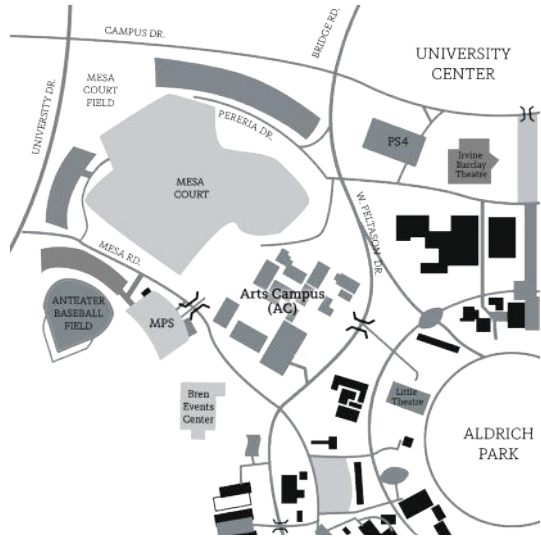 CAMPUS DR.
BRIDGE RD.
UNIVERSITY
CENTER
MESA
COURT
FIELD
UNIVERSITY DR.
PERERIA DR.
PS4
Irvine
Barclay
Theatre
MESA
COURT
W. PELTASON DR.
MESA RD.
Arts Campus
(AC)
ANTEATER
BASEBALL
FIELD
MPS
Bren
Events
Center
Little
Theatre
ALDRICH
PARK